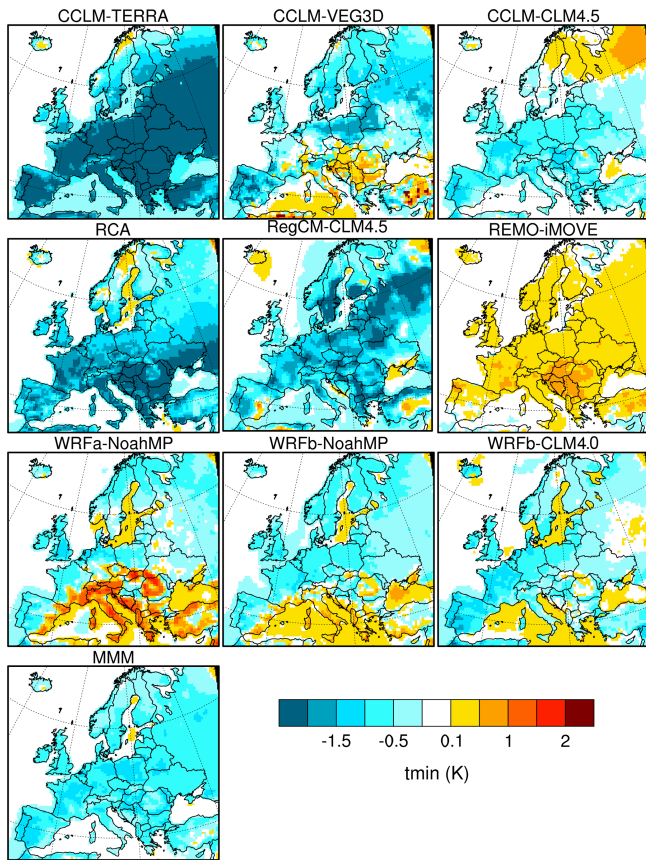 CCLM-TERRA CCLM-VEG3D CCLM-CLM4.5
RCA RegCM-CLM4.5 REMO-iMOVE
WRFa-NoahMP WRFb-NoahMP WRFb-CLM4.0
MMM
-1.5 -0.5 0.1 1 2
tmin (K)